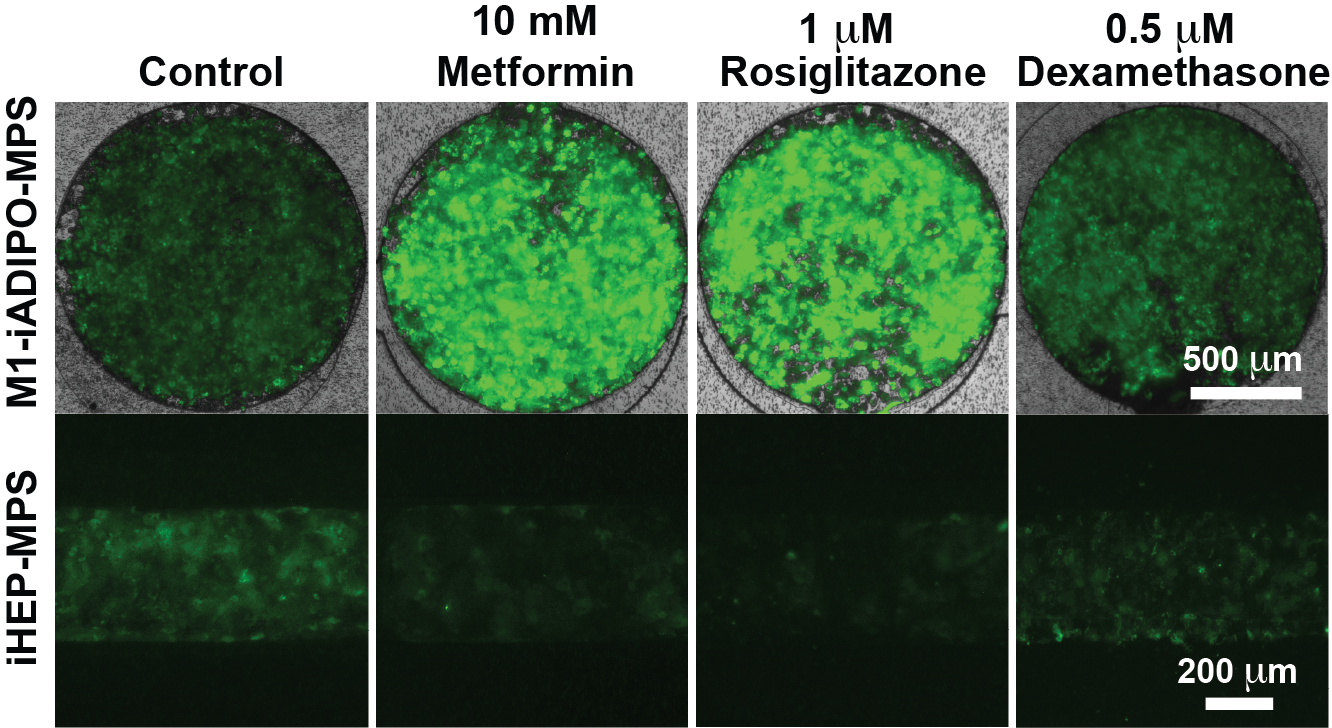 Control
10 mM
Metformin
1 μM
Rosiglitazone
0.5 μM
Dexamethasone
M1-iADIPO-MPS
500 μm
iHEP-MPS
200 μm